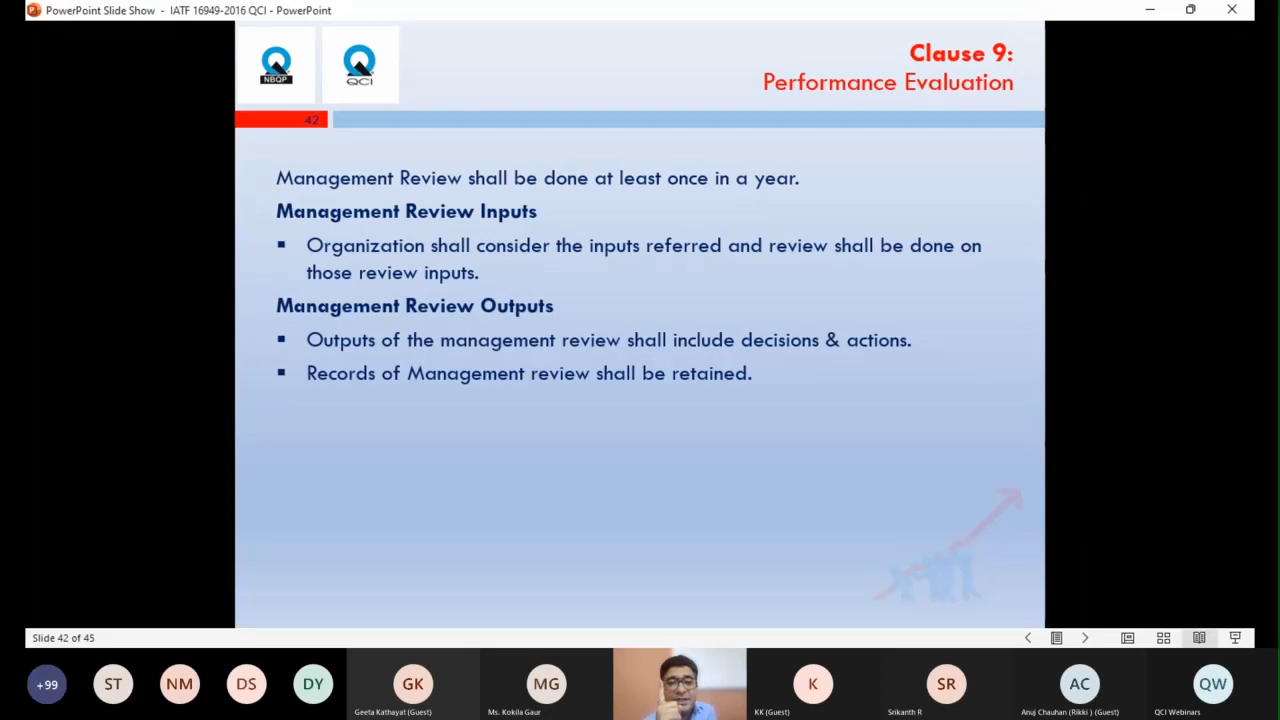 PowerPoint Slide Show - IATF 16949-2016 QCI - PowerPoint
NBQP
QCI
Clause 9:
Performance Evaluation
42
Management Review shall be done at least once in a year.
Management Review Inputs
▪ Organization shall consider the inputs referred and review shall be done on
those review inputs.
Management Review Outputs
▪ Outputs of the management review shall include decisions & actions.
▪ Records of Management review shall be retained.
Slide 42 of 45
+99
ST
NM
DS
DY
GK
MG
K
SR
AC
QW
Geeta Kathayat (Guest)
Ms. Kokila Gaur
KK (Guest)
Srikanth R
Anuj Chauhan (Rikki ) (Guest)
QCI Webinars